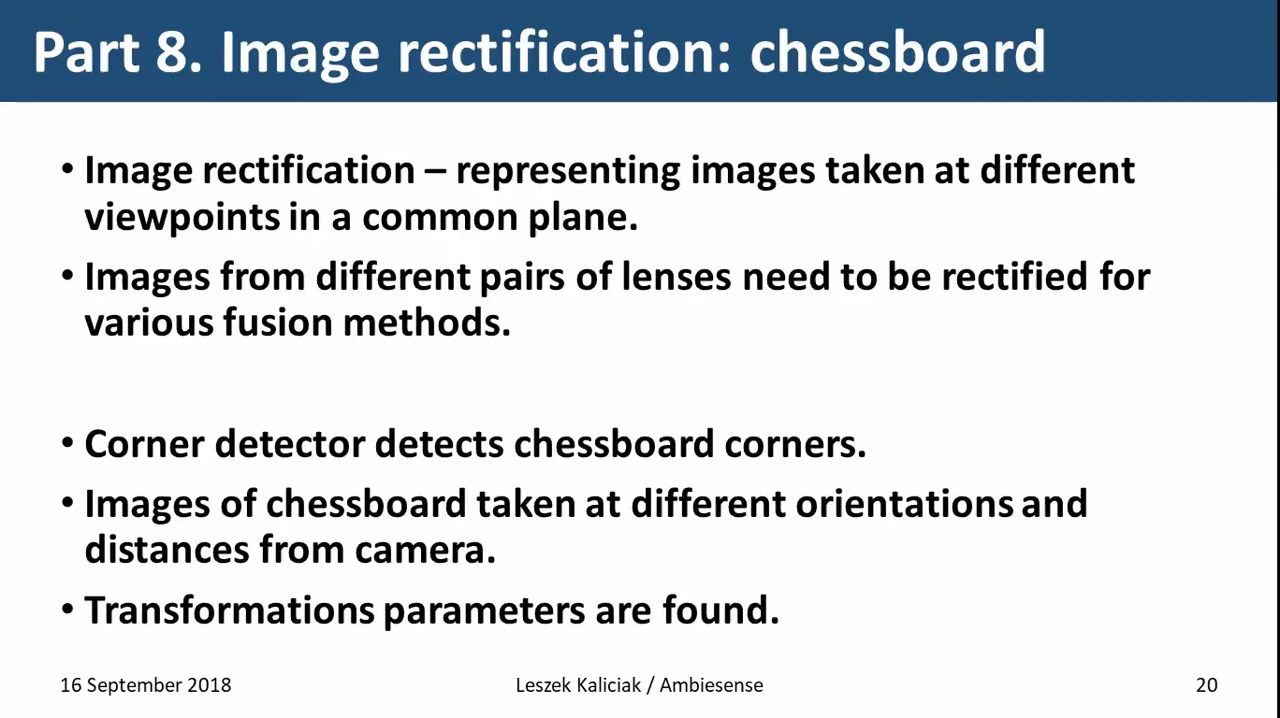 Part 8. Image rectification: chessboard
• Image rectification – representing images taken at different
viewpoints in a common plane.
• Images from different pairs of lenses need to be rectified for
various fusion methods.
• Corner detector detects chessboard corners.
• Images of chessboard taken at different orientations and
distances from camera.
• Transformations parameters are found.
16 September 2018
Leszek Kaliciak / Ambiesense
20